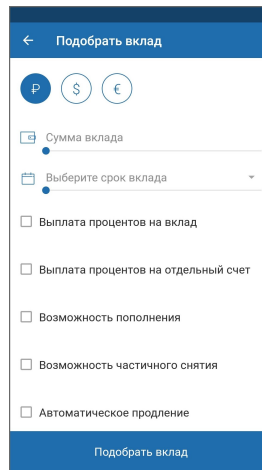 Подобрать вклад
₽ $ €
Сумма вклада
Выберите срок вклада
Выплата процентов на вклад
Выплата процентов на отдельный счет
Возможность пополнения
Возможность частичного снятия
Автоматическое продление
Подобрать вклад